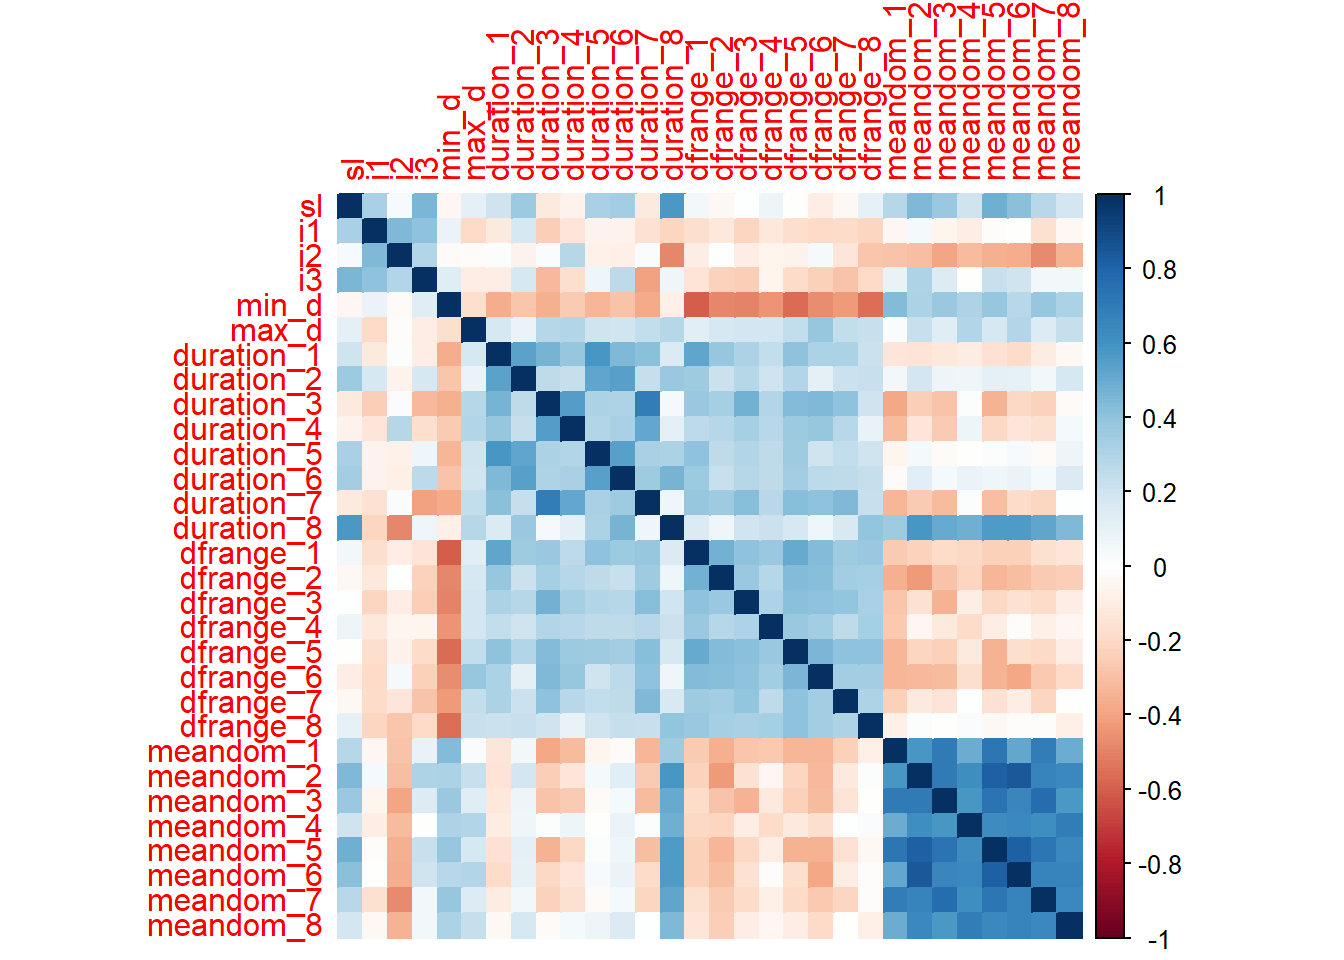 sl
i1
i2
i3
min_d
max_d
duration_1
duration_2
duration_3
duration_4
duration_5
duration_6
duration_7
duration_8
dfrange_1
dfrange_2
dfrange_3
dfrange_4
dfrange_5
dfrange_6
dfrange_7
dfrange_8
meandom_1
meandom_2
meandom_3
meandom_4
meandom_5
meandom_6
meandom_7
meandom_8
sl
i1
i2
i3
min_d
max_d
duration_1
duration_2
duration_3
duration_4
duration_5
duration_6
duration_7
duration_8
dfrange_1
dfrange_2
dfrange_3
dfrange_4
dfrange_5
dfrange_6
dfrange_7
dfrange_8
meandom_1
meandom_2
meandom_3
meandom_4
meandom_5
meandom_6
meandom_7
meandom_8
1
0.8
0.6
0.4
0.2
0
-0.2
-0.4
-0.6
-0.8
-1